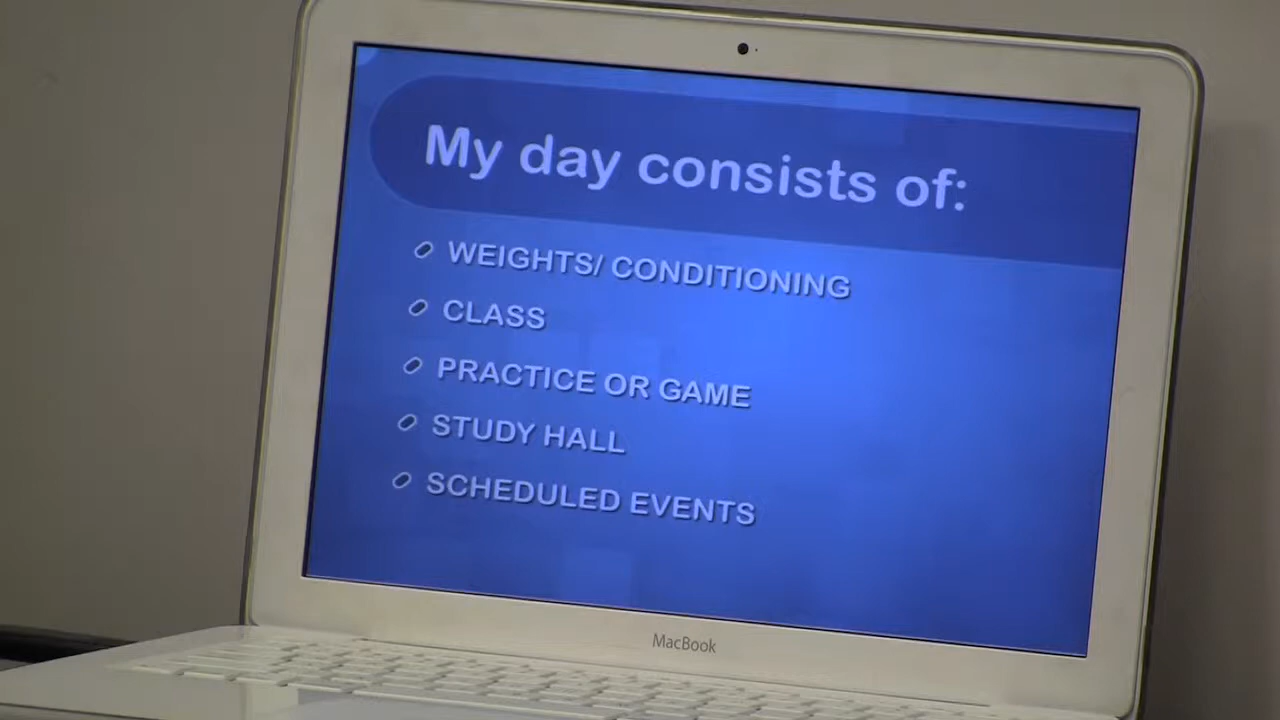 My day consists of:
WEIGHTS/ CONDITIONING
CLASS
PRACTICE OR GAME
STUDY HALL
SCHEDULED EVENTS
MacBook